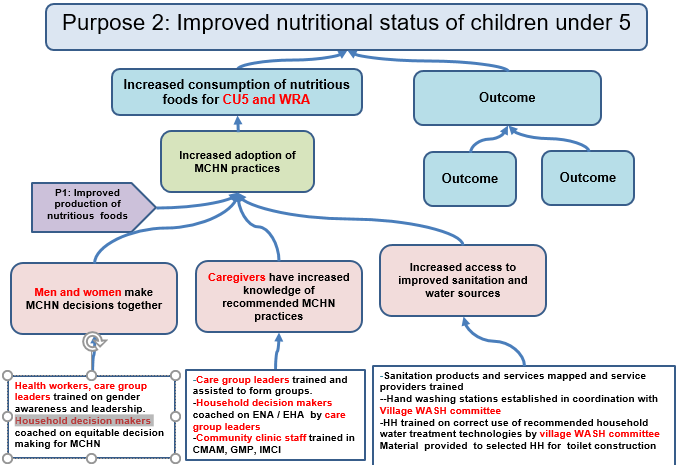 Purpose 2: Improved nutritional status of children under 5
Increased consumption of nutritious
foods for CU5 and WRA
Outcome
Increased adoption of
MCHN practices
Outcome
Outcome
P1: Improved
production of
nutritious foods
Men and women make
MCHN decisions together
Caregivers have increased
knowledge of
recommended MCHN
practices
Increased access to
improved sanitation and
water sources
Health workers, care group
leaders trained on gender
awareness and leadership.
Household decision makers
coached on equitable decision
making for MCHN
-Care group leaders trained and
assisted to form groups.
-Household decision makers
coached on ENA / EHA by care
group leaders
-Community clinic staff trained in
CMAM, GMP, IMCI
-Sanitation products and services mapped and service
providers trained
--Hand washing stations established in coordination with
Village WASH committee
-HH trained on correct use of recommended household
water treatment technologies by village WASH committee
Material provided to selected HH for toilet construction